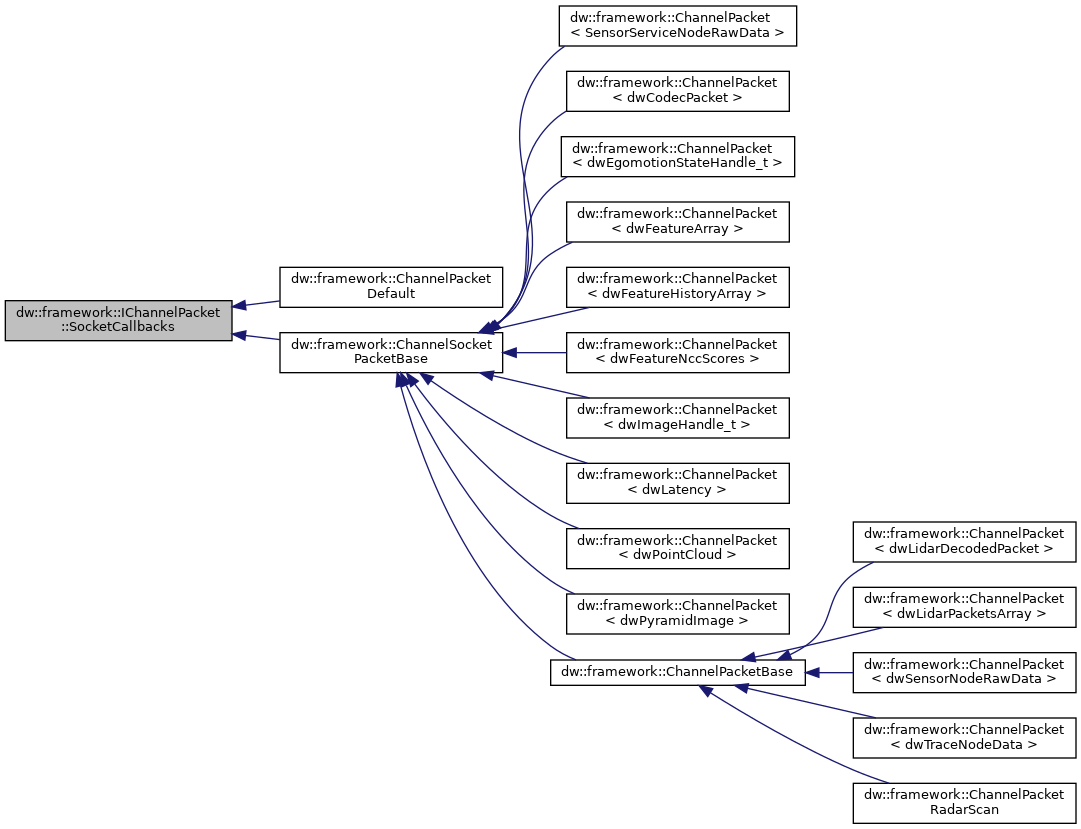 dw::framework::IChannelPacket
::SocketCallbacks
dw::framework::ChannelPacket
Default
dw::framework::ChannelSocket
PacketBase
dw::framework::ChannelPacket
< SensorServiceNodeRawData >
dw::framework::ChannelPacket
< dwCodecPacket >
dw::framework::ChannelPacket
< dwEgomotionStateHandle_t >
dw::framework::ChannelPacket
< dwFeatureArray >
dw::framework::ChannelPacket
< dwFeatureHistoryArray >
dw::framework::ChannelPacket
< dwFeatureNccScores >
dw::framework::ChannelPacket
< dwImageHandle_t >
dw::framework::ChannelPacket
< dwLatency >
dw::framework::ChannelPacket
< dwPointCloud >
dw::framework::ChannelPacket
< dwPyramidImage >
dw::framework::ChannelPacketBase
dw::framework::ChannelPacket
< dwLidarDecodedPacket >
dw::framework::ChannelPacket
< dwLidarPacketsArray >
dw::framework::ChannelPacket
< dwSensorNodeRawData >
dw::framework::ChannelPacket
< dwTraceNodeData >
dw::framework::ChannelPacket
RadarScan